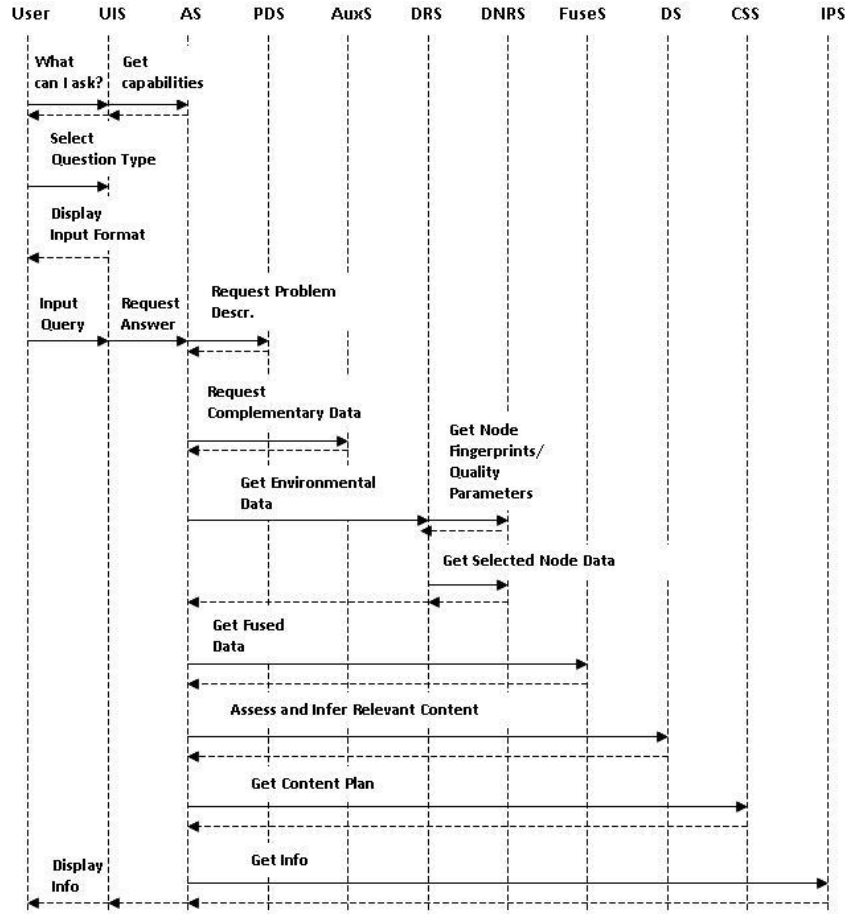 User UIS AS PDS AuxS DRS DNRS FuseS DS CSS IPS
What
can I ask?
Get
capabilities
Select
Question Type
Display
Input Format
Input
Query
Request
Answer
Request Problem
Descr.
Request
Complementary Data
Get Node
Fingerprints/
Quality
Parameters
Get Environmental
Data
Get Selected Node Data
Get Fused
Data
Assess and Infer Relevant Content
Get Content Plan
Get Info
Display
Info